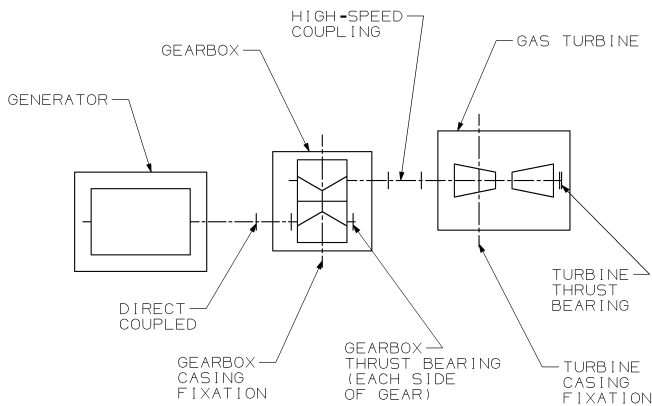 HIGH-SPEED
COUPLING
GAS TURBINE
GEARBOX
GENERATOR
DIRECT
COUPLED
GEARBOX
CASING
FIXATION
GEARBOX
THRUST BEARING
(EACH SIDE
OF GEAR)
TURBINE
THRUST
BEARING
TURBINE
CASING
FIXATION